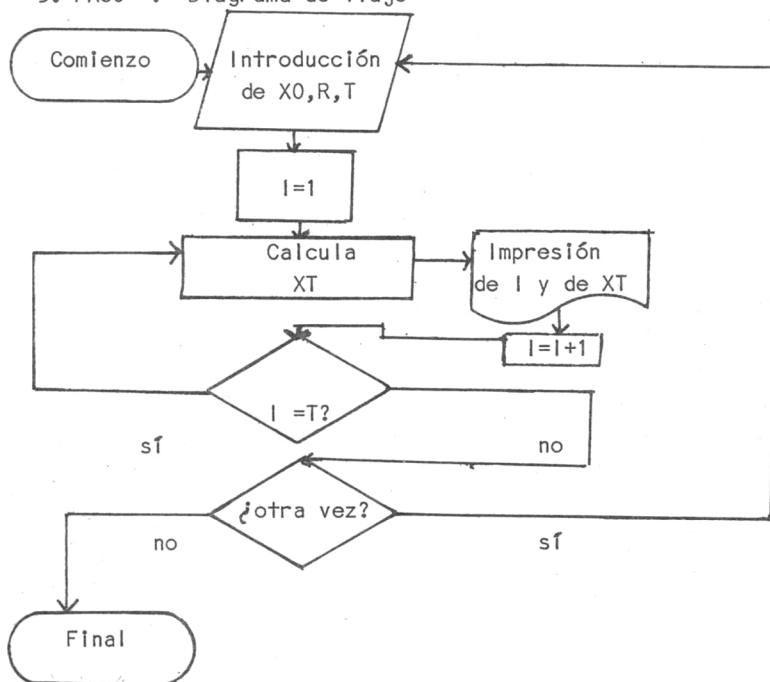 Comienzo
Introducción
de X0,R,T
I=1
Calcula
XT
Impresión
de I y de XT
I=I+1
I =T?
sí
no
¿otra vez?
no
sí
Final